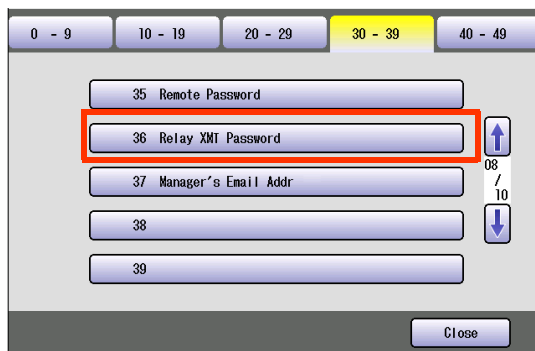 0 - 9 10 - 19 20 - 29 30 - 39 40 - 49
35 Remote Password
36 Relay XMT Password
37 Manager's Email Addr
38
39
08
/
10
Close